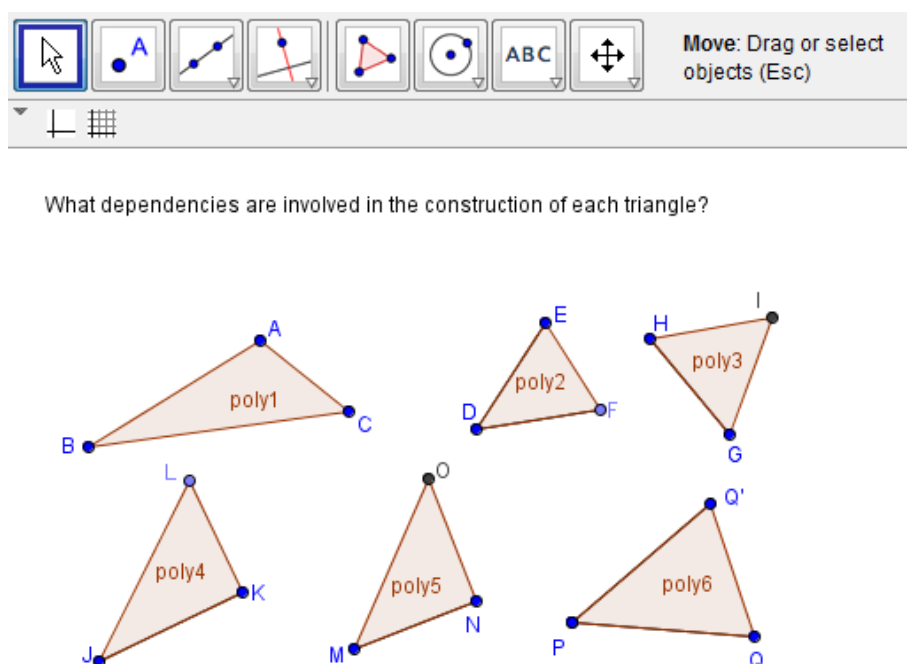 A
ABC
Move: Drag or select
objects (Esc)
What dependencies are involved in the construction of each triangle?
A
B
C
poly1
E
D
F
poly2
H
I
G
poly3
L
K
J
poly4
O
N
M
poly5
Q'
P
Q
poly6